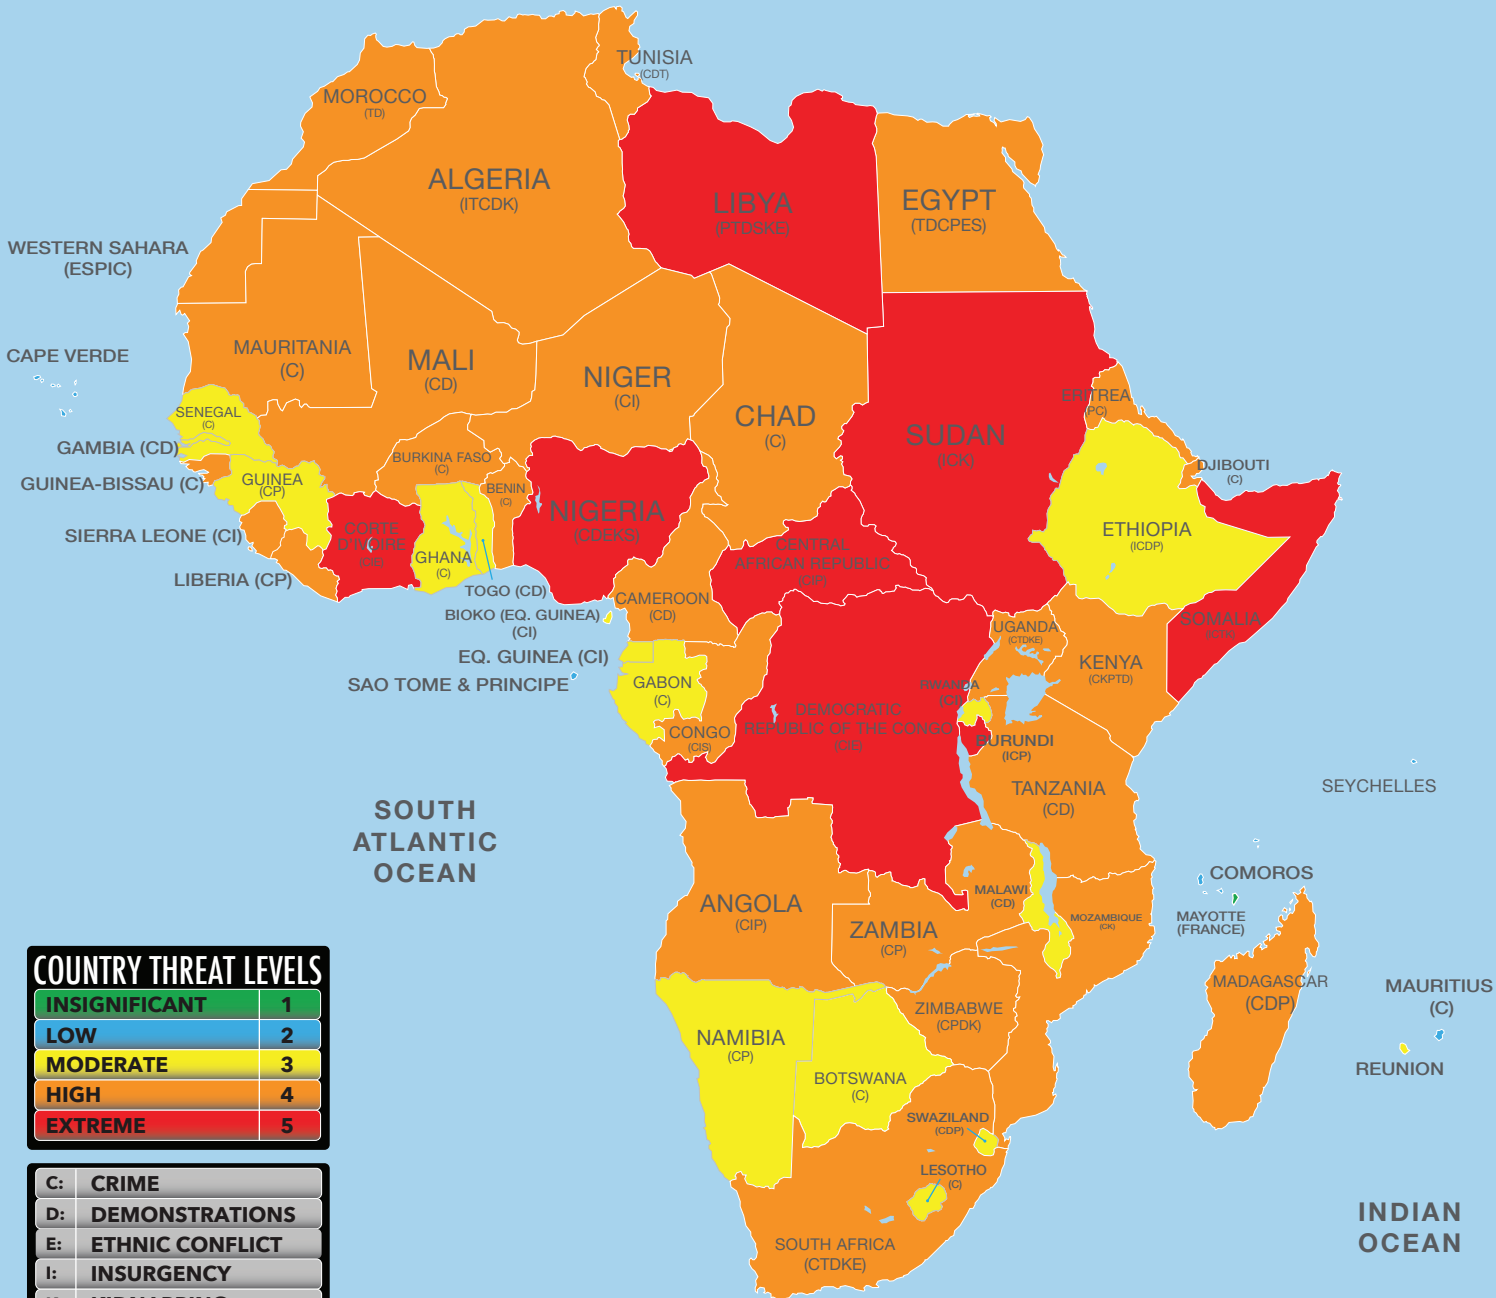 TUNISIA
(CDT)
MOROCCO
(TD)
ALGERIA
(ITCDK)
LIBYA
(PTDSKE)
EGYPT
(TDCPES)
WESTERN SAHARA
(ESPIC)
CAPE VERDE
MAURITANIA
(C)
MALI
(CD)
NIGER
(CI)
CHAD
(C)
SUDAN
(ICK)
ERITREA
(PC)
SENEGAL
(C)
GAMBIA (CD)
GUINEA-BISSAU (C)
GUINEA
(CP)
BURKINA FASO
(C)
BENIN
(C)
NIGERIA
(CDEKS)
DJIBOUTI
(C)
ETHIOPIA
(ICDP)
SIERRA LEONE (CI)
LIBERIA (CP)
CORTE
D'IVOIRE
GHANA
(C)
TOGO (CD)
CENTRAL
AFRICAN REPUBLIC
(CIP)
BIOKO (EQ. GUINEA)
(CI)
CAMEROON
(CD)
EQ. GUINEA (CI)
SAO TOME & PRINCIPE
GABON
(C)
CONGO
(CIS)
DEMOCRATIC
REPUBLIC OF THE CONGO
UGANDA
(CTDKE)
KENYA
(CKPTD)
SOMALIA
RWANDA
(CI)
BURUNDI
(ICP)
TANZANIA
(CD)
SEYCHELLES
SOUTH
ATLANTIC
OCEAN
ANGOLA
(CIP)
ZAMBIA
(CP)
MALAWI
(CD)
MOZAMBIQUE
(CK)
COMOROS
MAYOTTE
(FRANCE)
MADAGASCAR
(CDP)
MAURITIUS
(C)
REUNION
NAMIBIA
(CP)
BOTSWANA
(C)
ZIMBABWE
(CPDK)
SWAZILAND
(CDP)
LESOTHO
(C)
SOUTH AFRICA
(CTDKE)
INDIAN
OCEAN
COUNTRY THREAT LEVELS
INSIGNIFICANT 1
LOW 2
MODERATE 3
HIGH 4
EXTREME 5
C: CRIME
D: DEMONSTRATIONS
E: ETHNIC CONFLICT
I: INSURGENCY